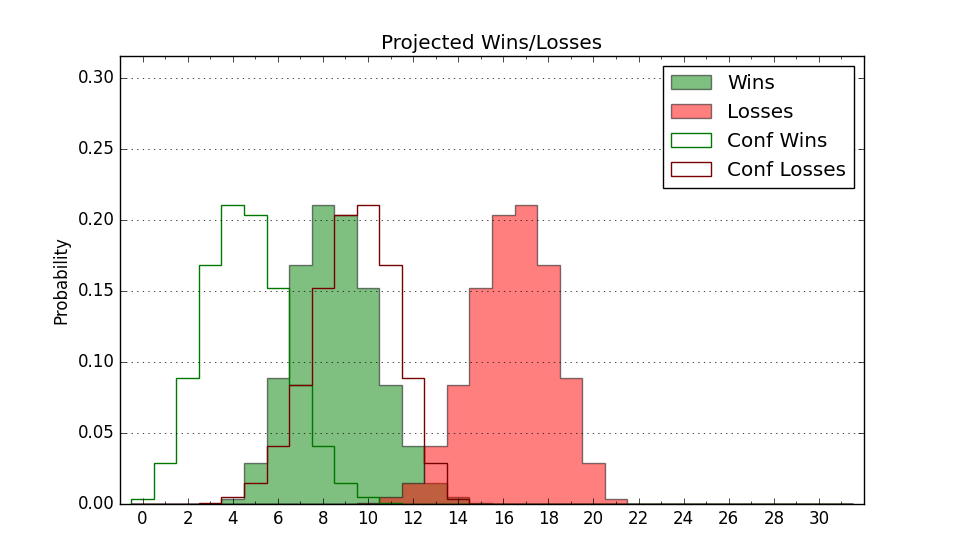 Projected Wins/Losses
0.30
0.25
0.20
0.15
0.10
0.05
0.00
Probability
Wins
Losses
Conf Wins
Conf Losses
0 2 4 6 8 10 12 14 16 18 20 22 24 26 28 30